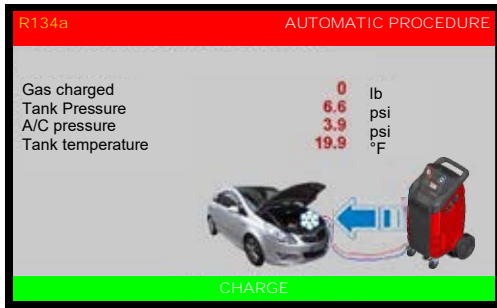 R134a AUTOMATIC PROCEDURE
Gas charged 0 lb
Tank Pressure 6.6 psi
A/C pressure 3.9 psi
Tank temperature 19.9 °F
CHARGE